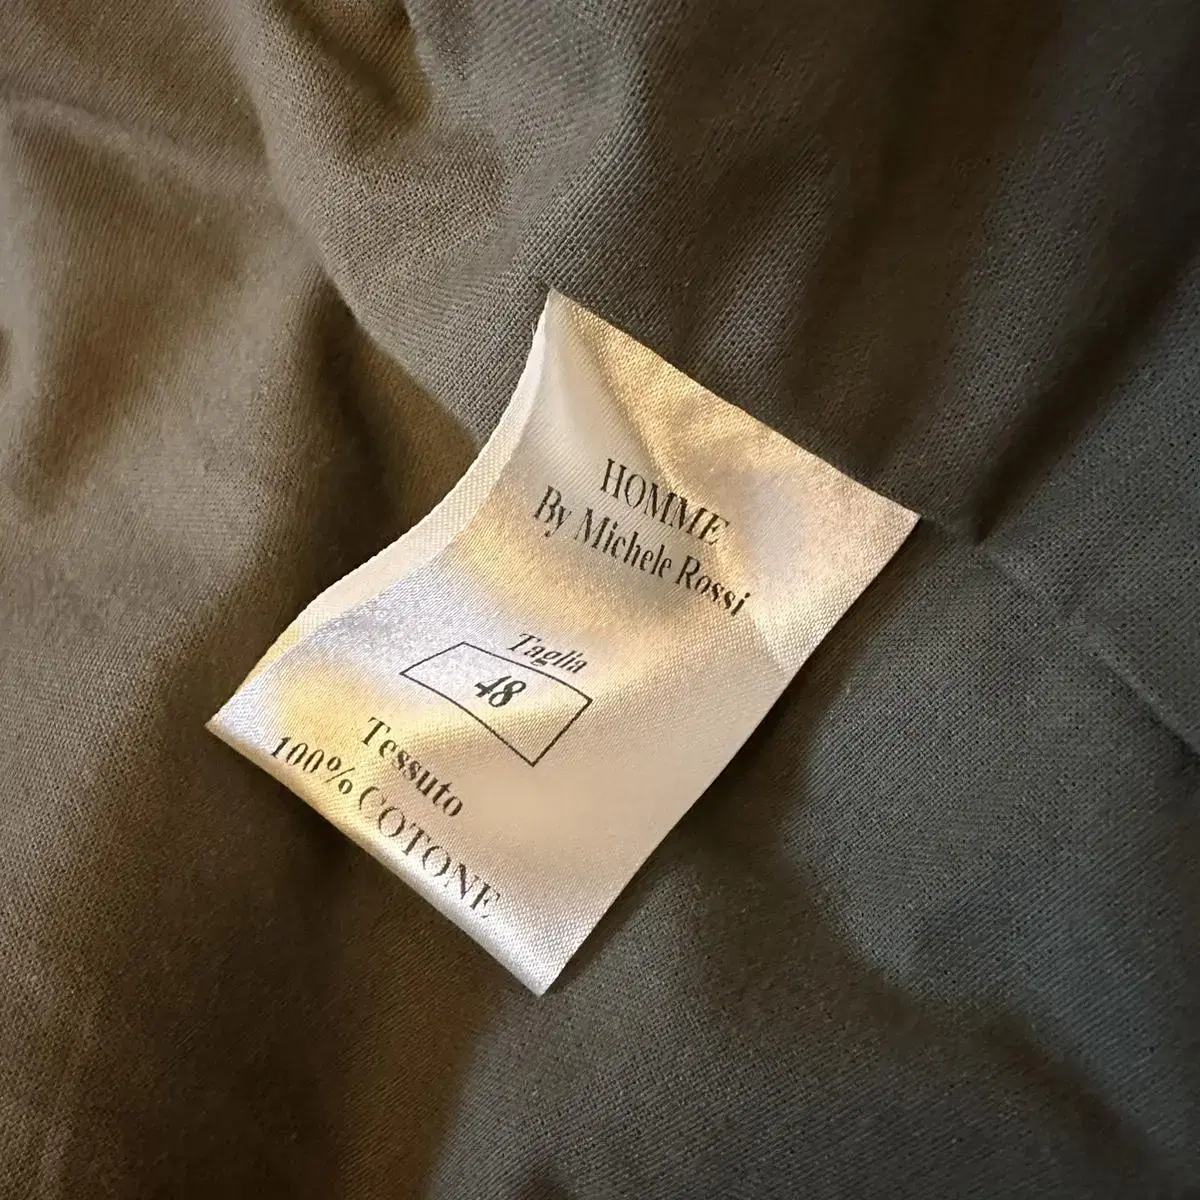 HOMME
By Michele Rossi
Taglia
48
Tessuto
100% COTONE